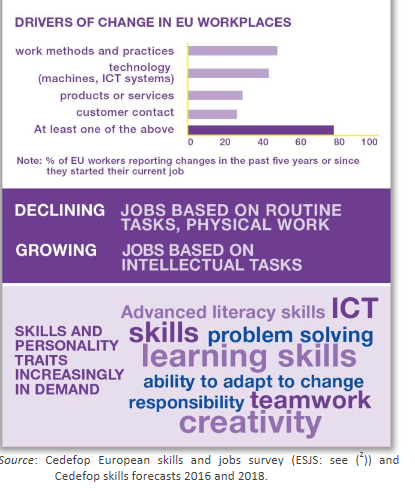 DRIVERS OF CHANGE IN EU WORKPLACES
work methods and practices
technology
(machines, ICT systems)
products or services
customer contact
At least one of the above
0 20 40 60 80 100
Note: % of EU workers reporting changes in the past five years or since
they started their current job
DECLINING JOBS BASED ON ROUTINE
TASKS, PHYSICAL WORK
GROWING JOBS BASED ON
INTELLECTUAL TASKS
SKILLS AND
PERSONALITY
TRAITS
INCREASINGLY
IN DEMAND
Advanced literacy skills ICT
skills problem solving
learning skills
ability to adapt to change
responsibility teamwork
creativity
Source: Cedefop European skills and jobs survey (ESJS: see (²)) and
Cedefop skills forecasts 2016 and 2018.